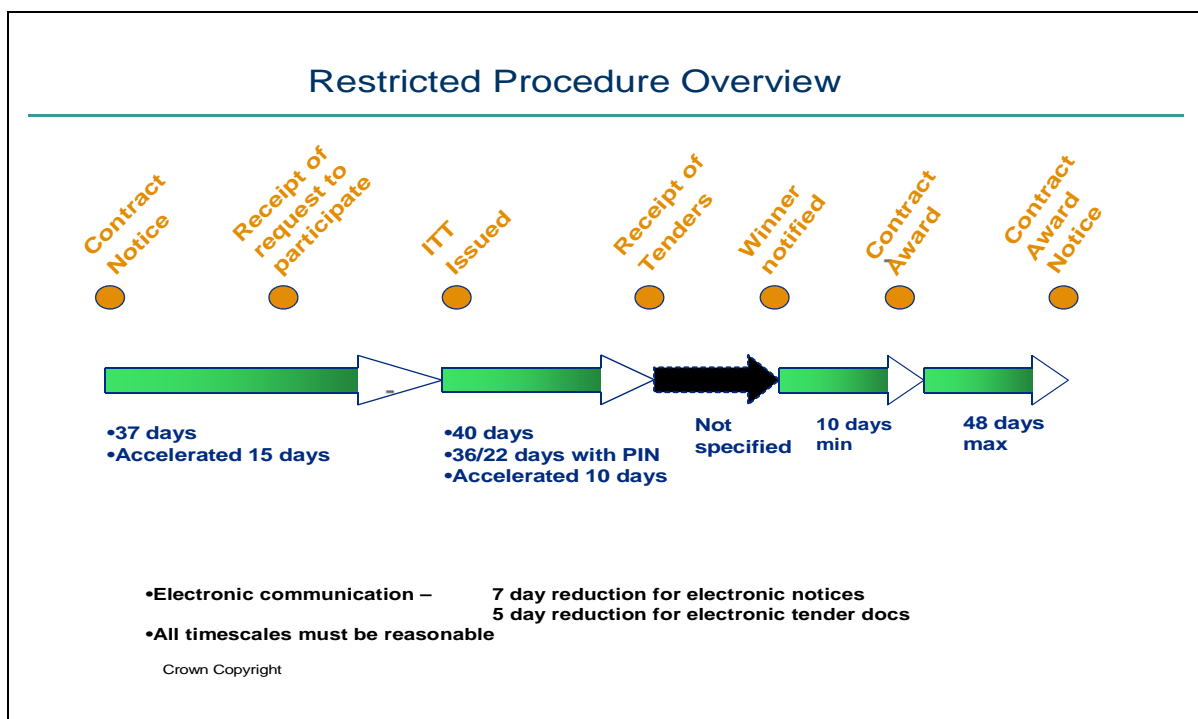 Restricted Procedure Overview
Contract
Notice
Receipt of
request to
participate
ITT
Issued
Receipt of
Tenders
Winner
notified
Contract
Award
Contract
Award
Notice
•37 days
•Accelerated 15 days
•40 days
•36/22 days with PIN
•Accelerated 10 days
Not
specified
10 days
min
48 days
max
•Electronic communication – 7 day reduction for electronic notices
5 day reduction for electronic tender docs
•All timescales must be reasonable
Crown Copyright